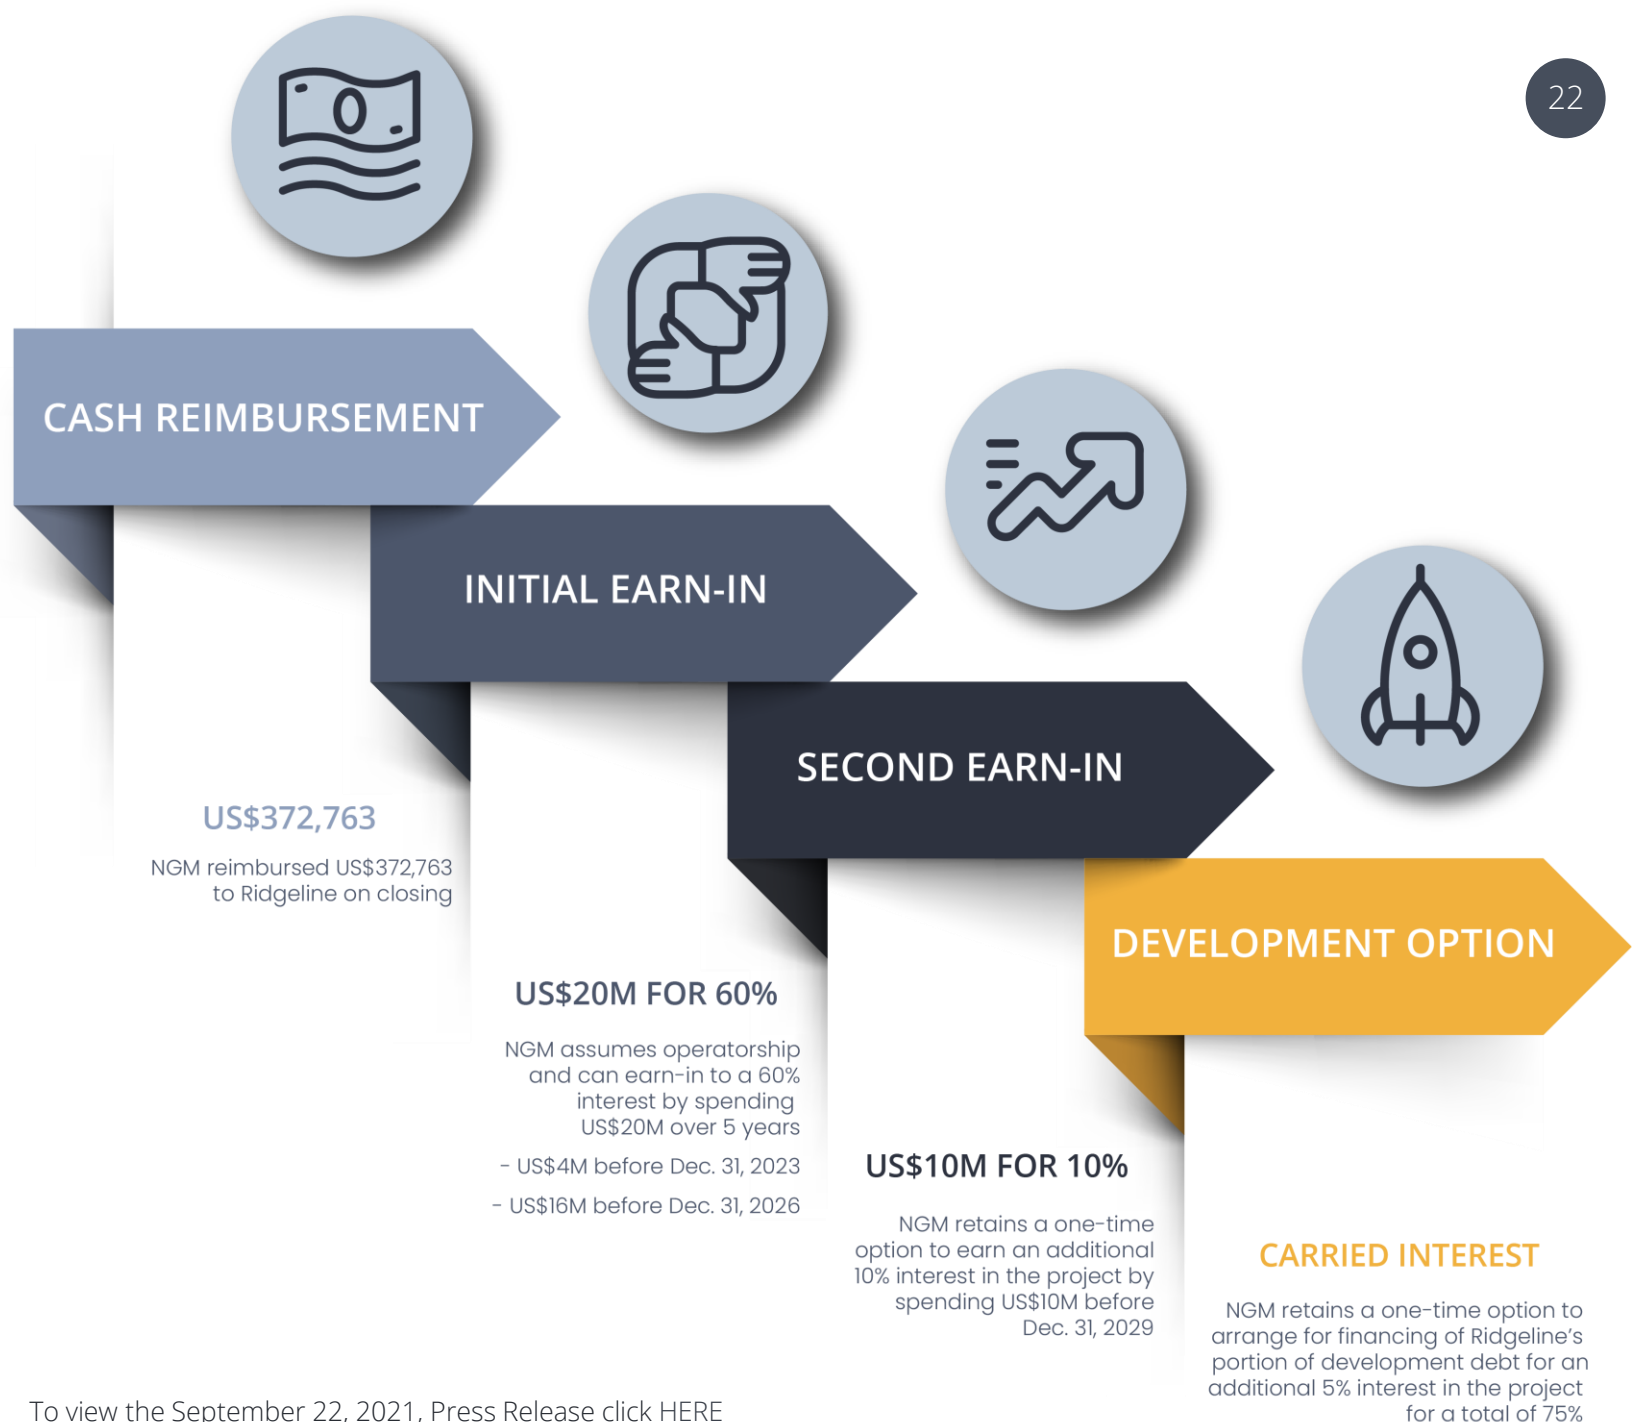 22
CASH REIMBURSEMENT
INITIAL EARN-IN
SECOND EARN-IN
DEVELOPMENT OPTION
US$372,763
NGM reimbursed US$372,763
to Ridgeline on closing
US$20M FOR 60%
NGM assumes operatorship
and can earn-in to a 60%
interest by spending
US$20M over 5 years
- US$4M before Dec. 31, 2023
- US$16M before Dec. 31, 2026
US$10M FOR 10%
NGM retains a one-time
option to earn an additional
10% interest in the project by
spending US$10M before
Dec. 31, 2029
CARRIED INTEREST
NGM retains a one-time option to
arrange for financing of Ridgeline’s
portion of development debt for an
additional 5% interest in the project
for a total of 75%
To view the September 22, 2021, Press Release click HERE